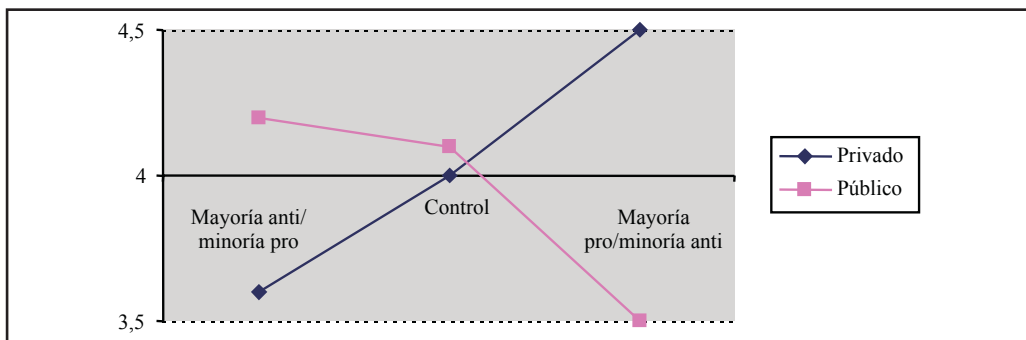 4,5
4
3,5
Mayoría anti/
minoría pro
Control
Mayoría
pro/minoría anti
Privado
Público